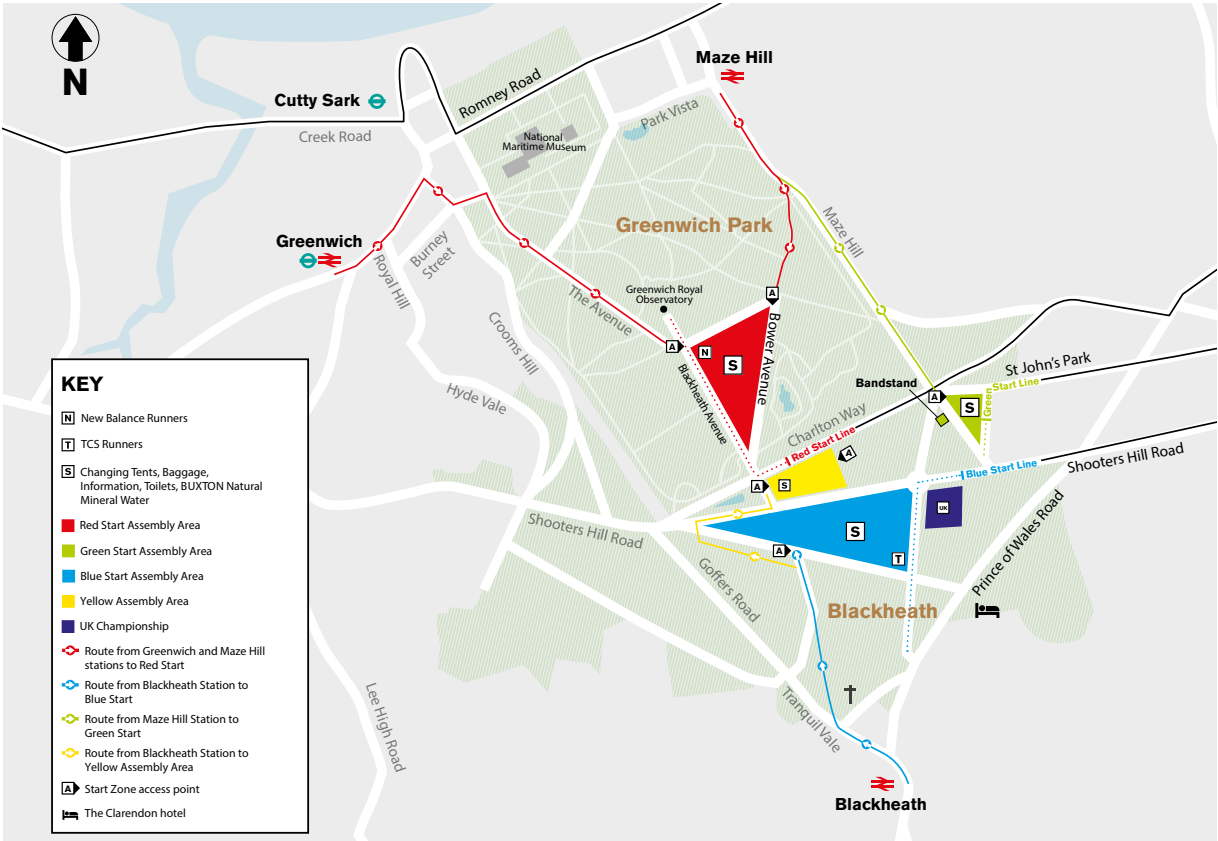 N
Maze Hill
Cutty Sark
Romney Road
Creek Road
Park Vista
National
Maritime Museum
Greenwich Park
Maze Hill
Greenwich
Burney
Street
Royal Hill
Greenwich Royal
Observatory
The Avenue
A
Bower Avenue
Crooms Hill
A
N
S
St John's Park
Bandstand
Blackheath Avenue
Hyde Vale
A
S
Green
Start Line
Charlton Way
Red Start Line
A
Shooters Hill Road
Blue Start Line
A
S
UK
Shooters Hill Road
S
A
T
Prince of Wales Road
Goffers Road
Blackheath
Tranquil Vale
Lee High Road
Blackheath
KEY
N New Balance Runners
T TCS Runners
S Changing Tents, Baggage,
Information, Toilets, BUXTON Natural
Mineral Water
Red Start Assembly Area
Green Start Assembly Area
Blue Start Assembly Area
Yellow Assembly Area
UK Championship
Route from Greenwich and Maze Hill
stations to Red Start
Route from Blackheath Station to
Blue Start
Route from Maze Hill Station to
Green Start
Route from Blackheath Station to
Yellow Assembly Area
A Start Zone access point
The Clarendon hotel